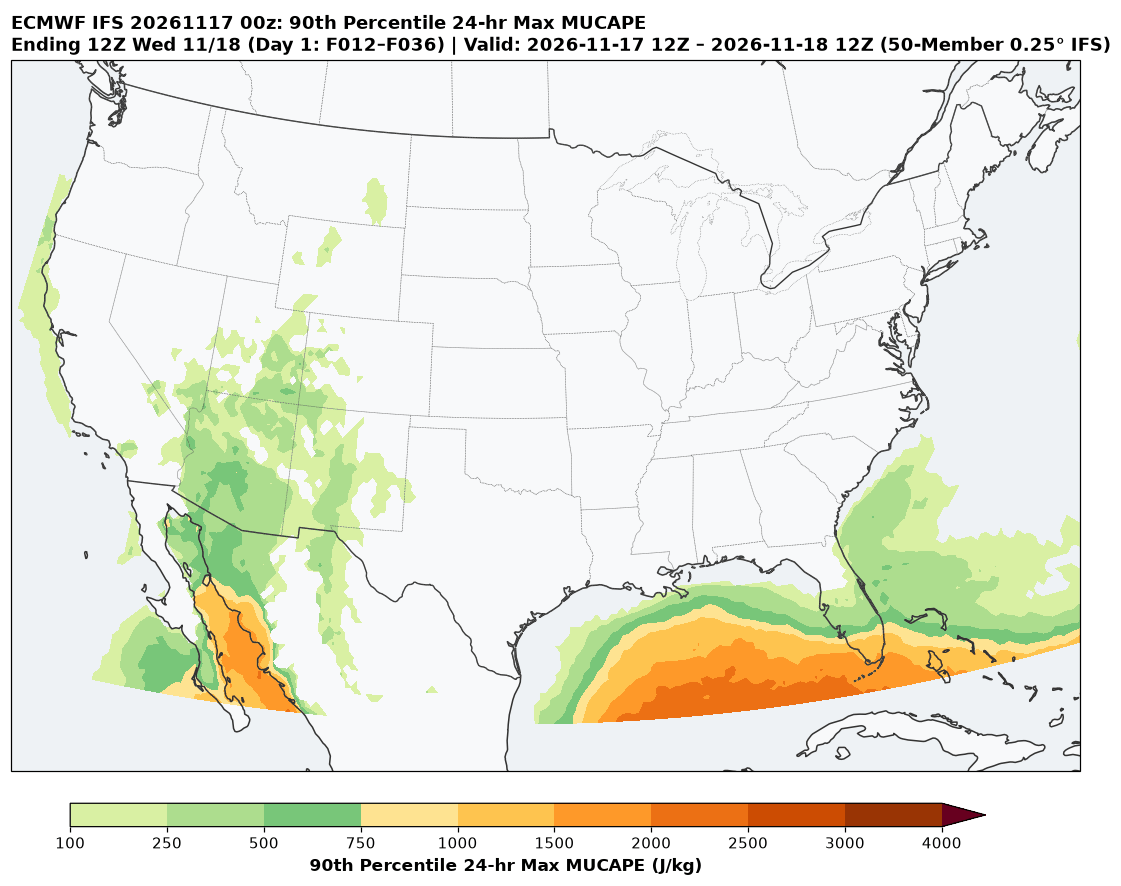 ECMWF IFS 20261117 00z: 90th Percentile 24-hr Max MUCAPE
Ending 12Z Wed 11/18 (Day 1: F012–F036) | Valid: 2026-11-17 12Z – 2026-11-18 12Z (50-Member 0.25° IFS)
100 250 500 750 1000 1500 2000 2500 3000 4000
90th Percentile 24-hr Max MUCAPE (J/kg)